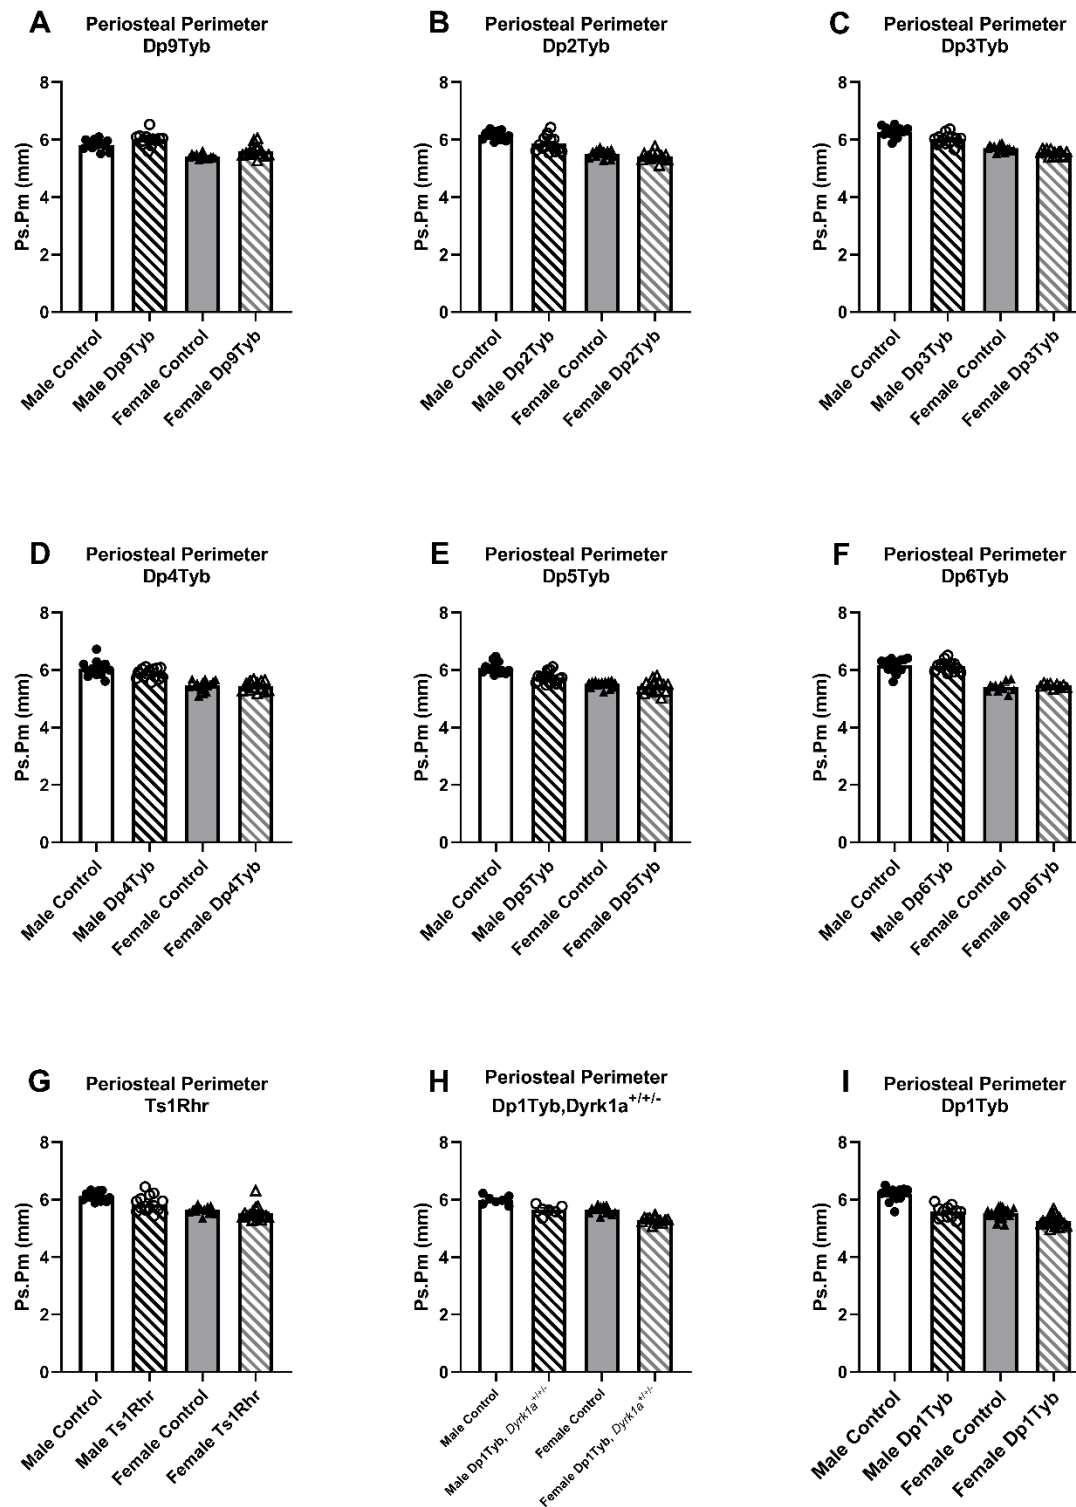 A
Periosteal Perimeter
Dp9Tyb
Ps.Pm (mm)
8
6
4
2
0
Male Control
Male Dp9Tyb
Female Control
Female Dp9Tyb
B
Periosteal Perimeter
Dp2Tyb
Ps.Pm (mm)
8
6
4
2
0
Male Control
Male Dp2Tyb
Female Control
Female Dp2Tyb
C
Periosteal Perimeter
Dp3Tyb
Ps.Pm (mm)
8
6
4
2
0
Male Control
Male Dp3Tyb
Female Control
Female Dp3Tyb
D
Periosteal Perimeter
Dp4Tyb
Ps.Pm (mm)
8
6
4
2
0
Male Control
Male Dp4Tyb
Female Control
Female Dp4Tyb
E
Periosteal Perimeter
Dp5Tyb
Ps.Pm (mm)
8
6
4
2
0
Male Control
Male Dp5Tyb
Female Control
Female Dp5Tyb
F
Periosteal Perimeter
Dp6Tyb
Ps.Pm (mm)
8
6
4
2
0
Male Control
Male Dp6Tyb
Female Control
Female Dp6Tyb
G
Periosteal Perimeter
Ts1Rhr
Ps.Pm (mm)
8
6
4
2
0
Male Control
Male Ts1Rhr
Female Control
Female Ts1Rhr
H
Periosteal Perimeter
Dp1Tyb,Dyrk1a+/+/-
Ps.Pm (mm)
8
6
4
2
0
Male Control
Male Dp1Tyb, Dyrk1a+/+/-
Female Control
Female Dp1Tyb, Dyrk1a+/+/-
I
Periosteal Perimeter
Dp1Tyb
Ps.Pm (mm)
8
6
4
2
0
Male Control
Male Dp1Tyb
Female Control
Female Dp1Tyb